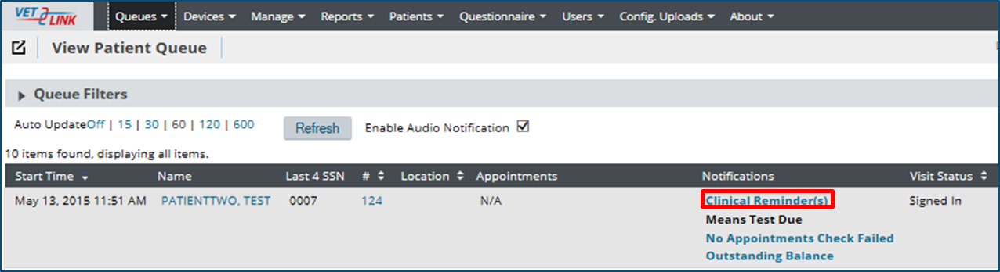 VET LINK Queues Devices Manage Reports Patients Questionnaire Users Config. Uploads About
View Patient Queue
Queue Filters
Auto UpdateOff | 15 | 30 | 60 | 120 | 600 Refresh Enable Audio Notification
10 items found, displaying all items.
Start Time Name Last 4 SSN # Location Appointments Notifications Visit Status
May 13, 2015 11:51 AM PATIENTTWO, TEST 0007 124 N/A Clinical Reminder(s) Signed In
Means Test Due
No Appointments Check Failed
Outstanding Balance